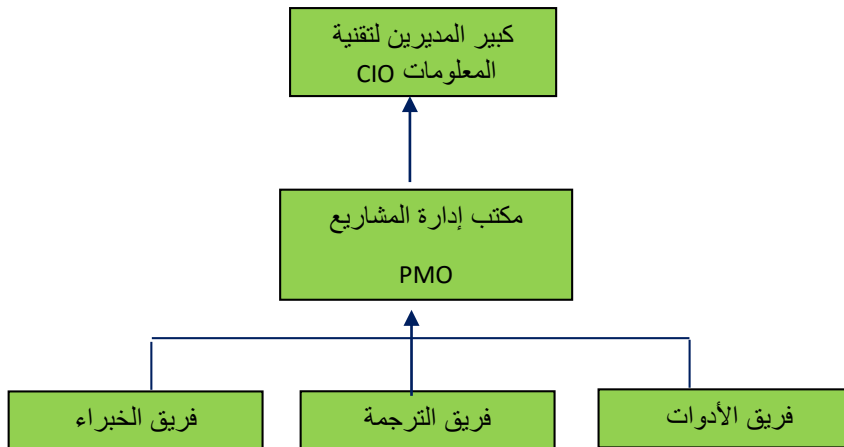 كبير المديرين لتقنية
المعلومات CIO
مكتب إدارة المشاريع
PMO
فريق الأدوات
فريق الترجمة
فريق الخبراء